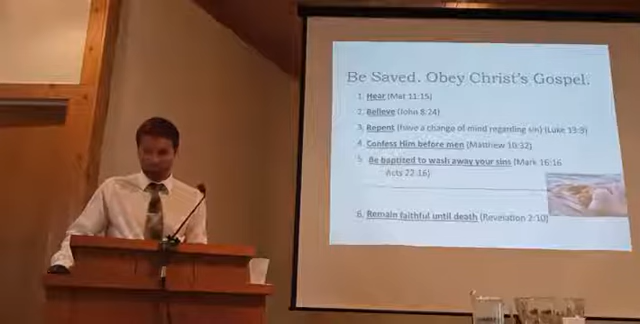 Be Saved. Obey Christ's Gospel.
1. Hear (Mat 11:15)
2. Believe (John 8:24)
3. Repent (have a change of mind regarding sin) (Luke 13:3)
4. Confess Him before men (Matthew 10:32)
5. Be baptized to wash away your sins (Mark 16:16
Acts 22:16)
6. Remain faithful until death (Revelation 2:10)